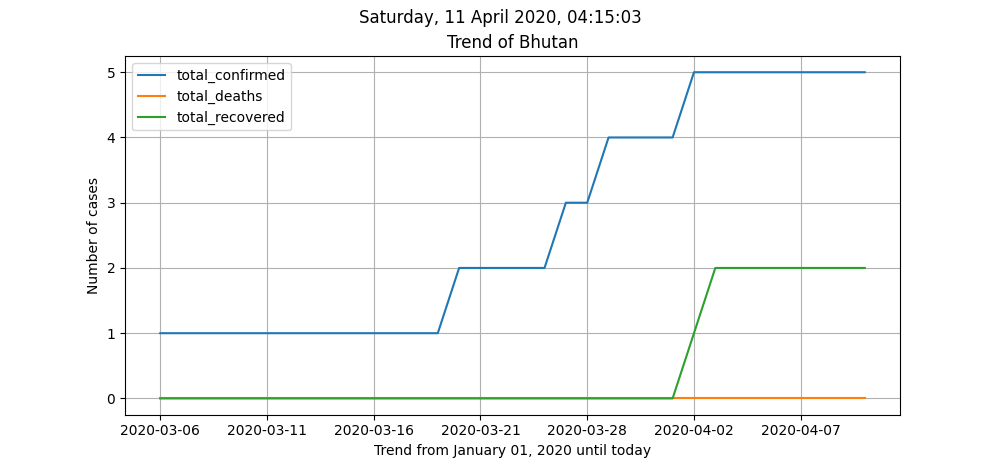 Saturday, 11 April 2020, 04:15:03
Trend of Bhutan
total_confirmed
total_deaths
total_recovered
Number of cases
5
4
3
2
1
0
2020-03-06 2020-03-11 2020-03-16 2020-03-21 2020-03-28 2020-04-02 2020-04-07
Trend from January 01, 2020 until today